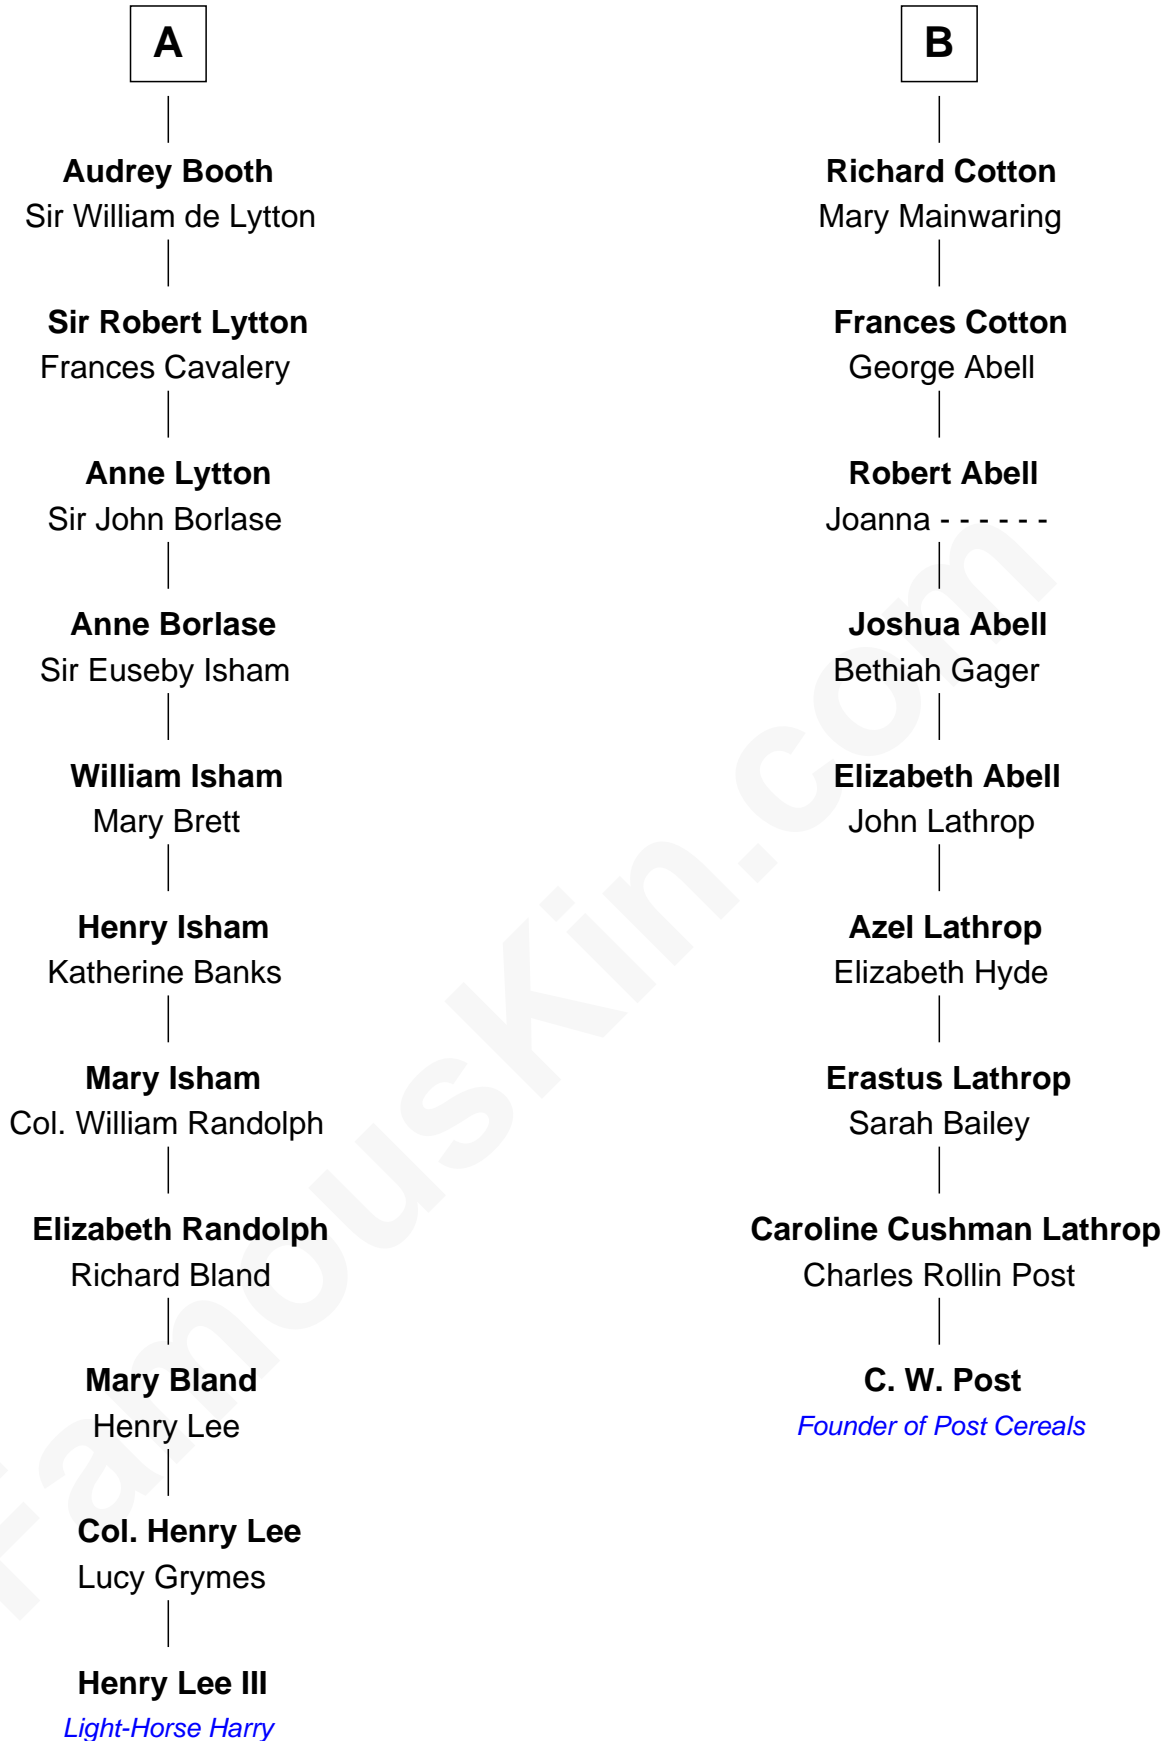 A
Audrey Booth
Sir William de Lytton
Sir Robert Lytton
Frances Cavalery
Anne Lytton
Sir John Borlase
Anne Borlase
Sir Euseby Isham
William Isham
Mary Brett
Henry Isham
Katherine Banks
Mary Isham
Col. William Randolph
Elizabeth Randolph
Richard Bland
Mary Bland
Henry Lee
Col. Henry Lee
Lucy Grymes
Henry Lee III
Light-Horse Harry
B
Richard Cotton
Mary Mainwaring
Frances Cotton
George Abell
Robert Abell
Joanna - - - - - -
Joshua Abell
Bethiah Gager
Elizabeth Abell
John Lathrop
Azel Lathrop
Elizabeth Hyde
Erastus Lathrop
Sarah Bailey
Caroline Cushman Lathrop
Charles Rollin Post
C. W. Post
Founder of Post Cereals
FamousKin.com